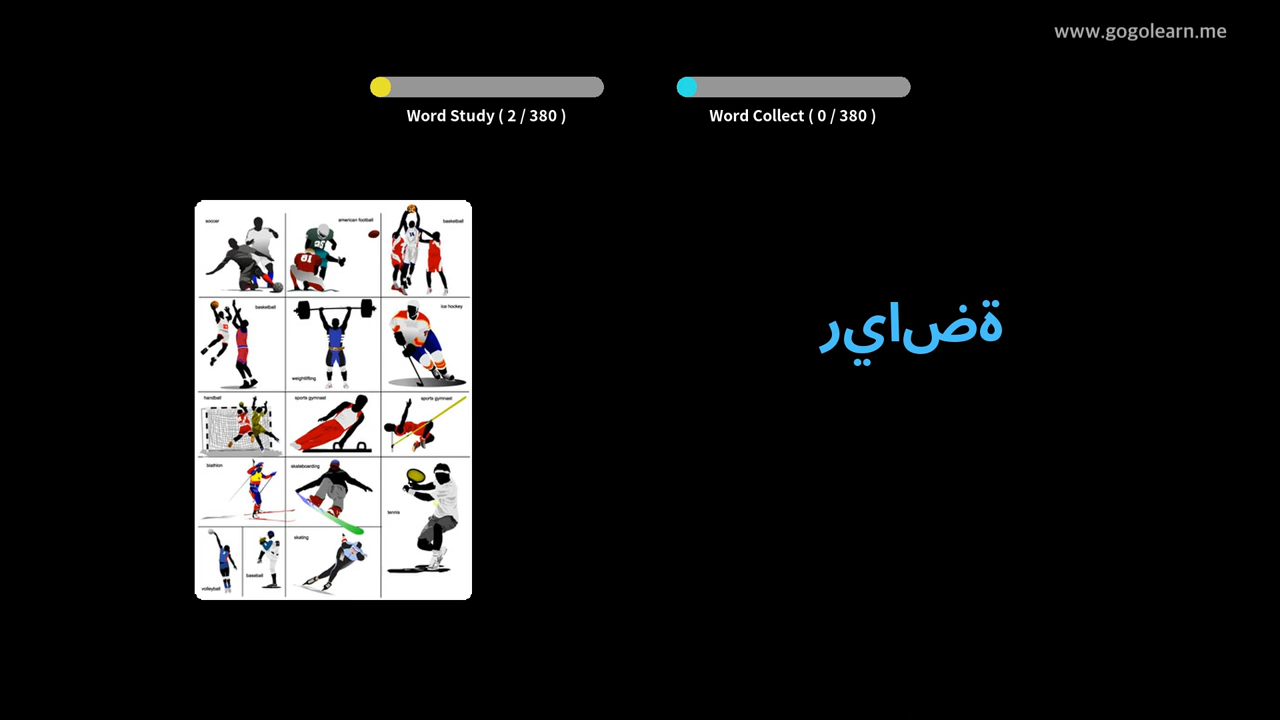 www.gogolearn.me
Word Study ( 2 / 380 )
Word Collect ( 0 / 380 )
soccer
american football
basketball
basketball
weightlifting
ice hockey
handball
sports gymnast
sports gymnast
biathlon
skateboarding
tennis
volleyball
baseball
skating
رياضة